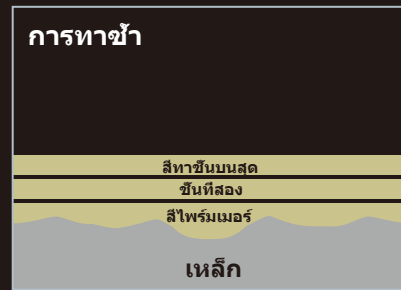 การทาซ้ำ
สีทาชั้นบนสุด
ชั้นที่สอง
สีไพร์มเมอร์
เหล็ก